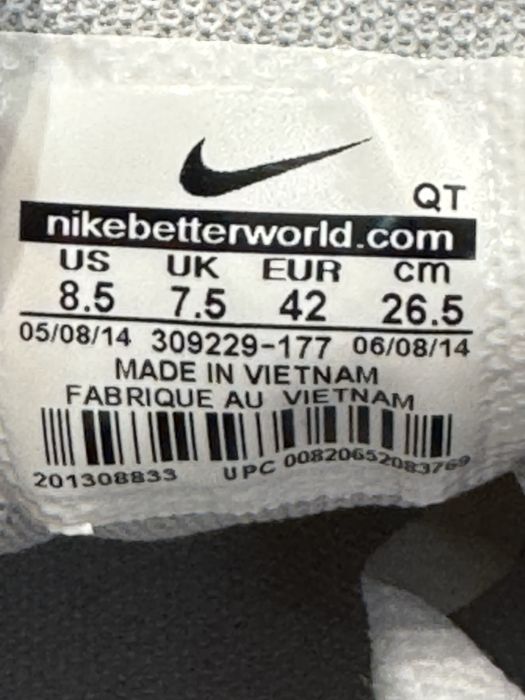 QT
nikebetterworld.com
US UK EUR cm
8.5 7.5 42 26.5
05/08/14 309229-177 06/08/14
MADE IN VIETNAM
FABRIQUE AU VIETNAM
201308833 UPC 00820652083769